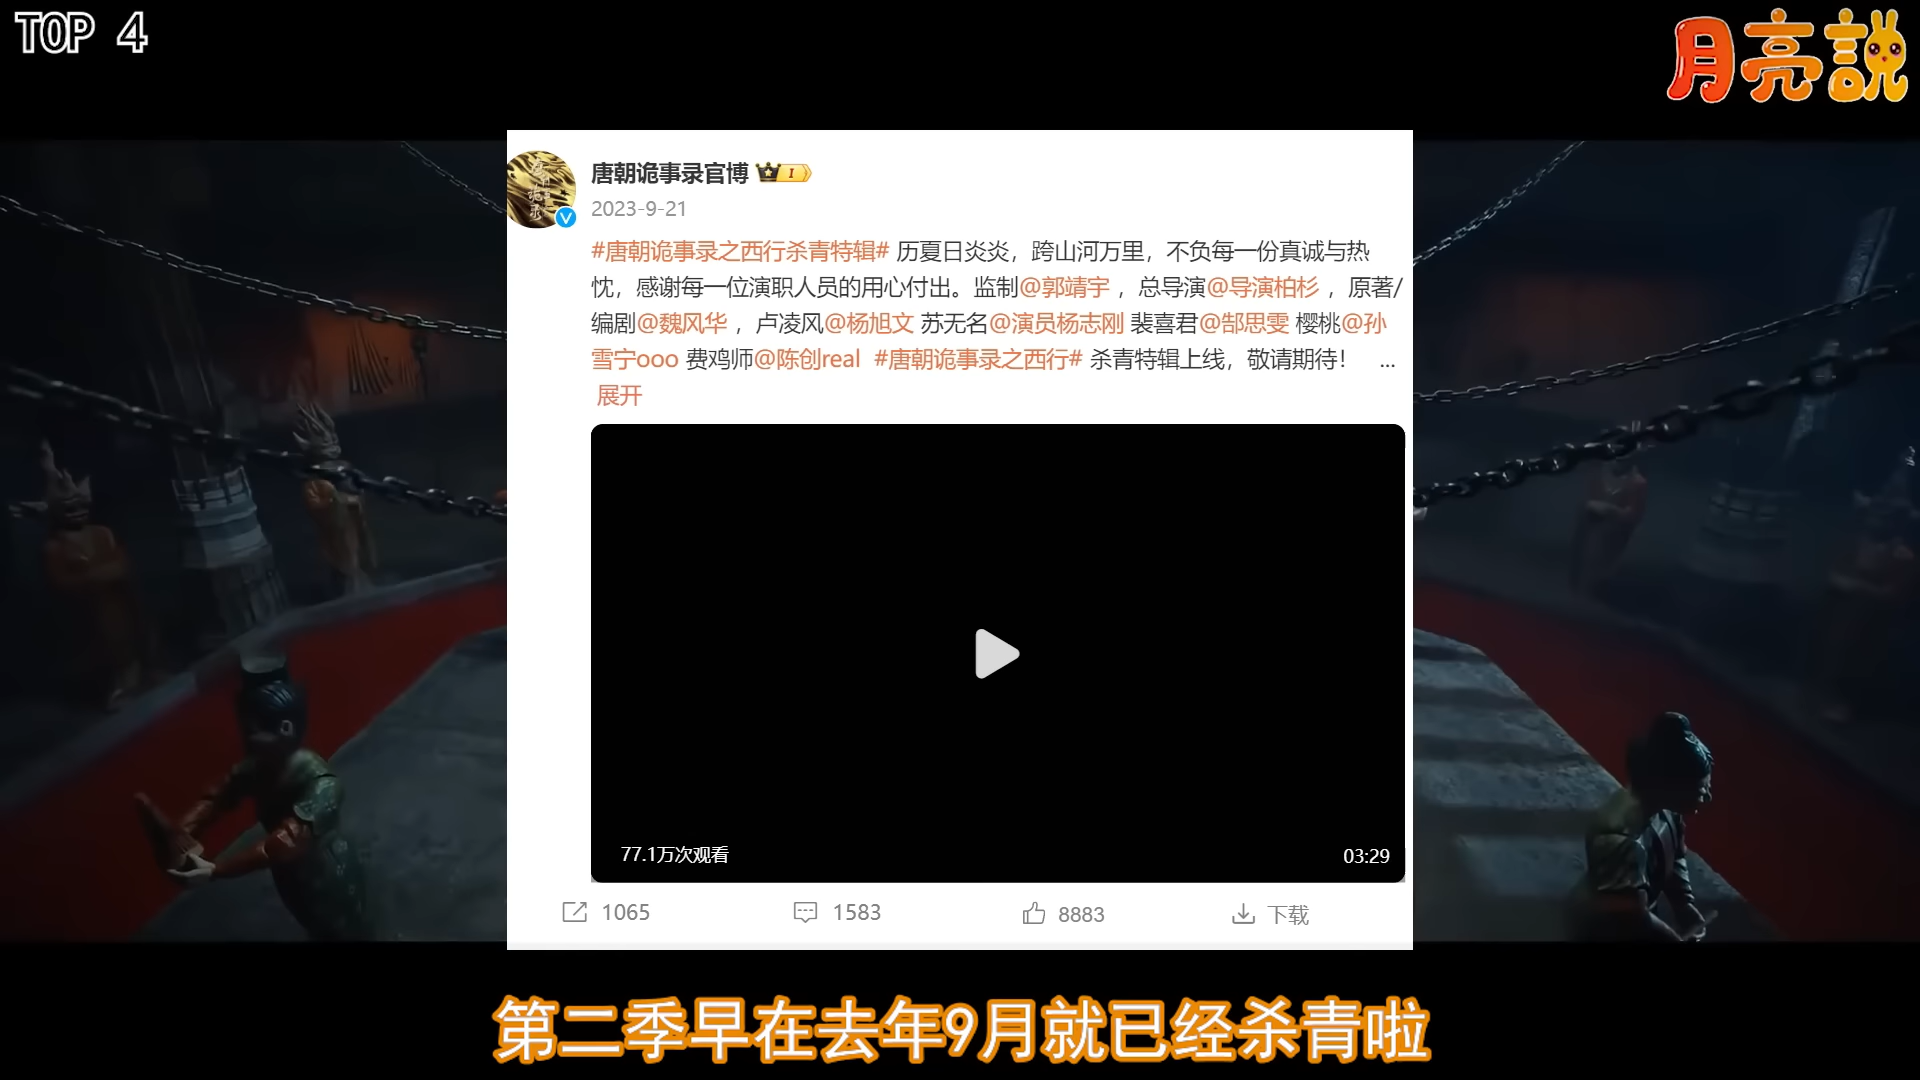 TOP 4
月亮説
唐朝诡事录官博
2023-9-21
#唐朝诡事录之西行杀青特辑# 历夏日炎炎，跨山河万里，不负每一份真诚与热
忱，感谢每一位演职人员的用心付出。监制@郭靖宇 ，总导演@导演柏杉 ，原著/
编剧@魏风华 ，卢凌风@杨旭文 苏无名@演员杨志刚 裴喜君@郜思雯 樱桃@孙
雪宁ooo 费鸡师@陈创real #唐朝诡事录之西行# 杀青特辑上线，敬请期待！ ...
展开
77.1万次观看
03:29
1065
1583
8883
下载
第二季早在去年9月就已经杀青啦